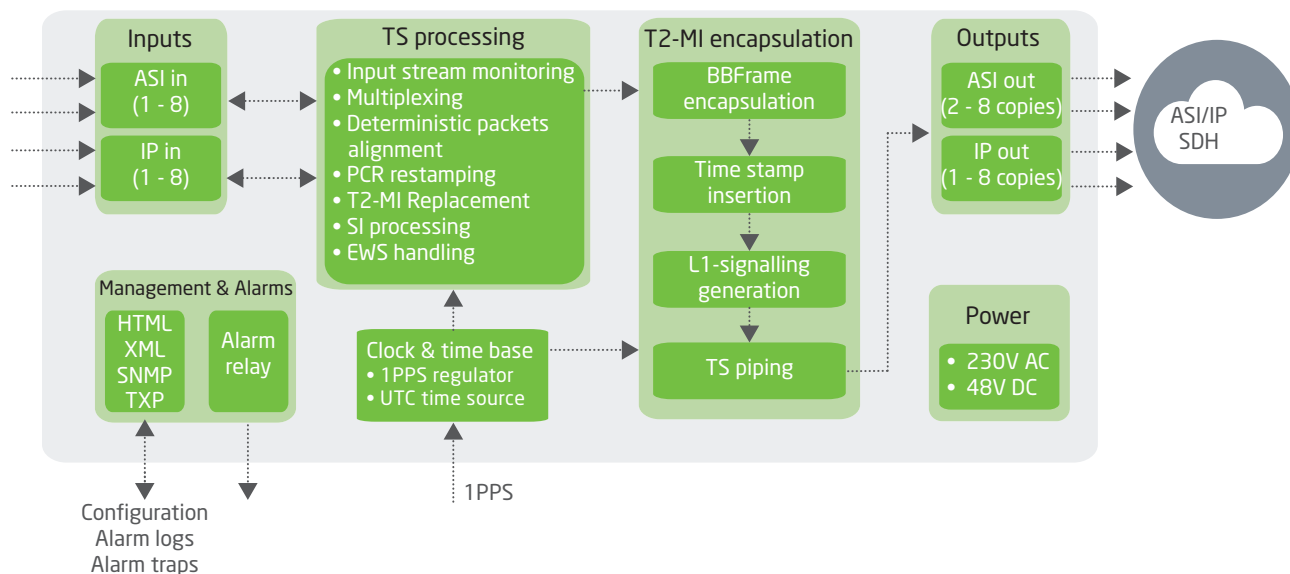 Inputs
ASI in
(1 - 8)
IP in
(1 - 8)
TS processing
• Input stream monitoring
• Multiplexing
• Deterministic packets
alignment
• PCR restamping
• T2-MI Replacement
• SI processing
• EWS handling
T2-MI encapsulation
BBFrame
encapsulation
Time stamp
insertion
L1-signalling
generation
TS piping
Outputs
ASI out
(2 - 8 copies)
IP out
(1 - 8 copies)
ASI/IP
SDH
Management & Alarms
HTML
XML
SNMP
TXP
Alarm
relay
Clock & time base
• 1PPS regulator
• UTC time source
Power
• 230V AC
• 48V DC
1PPS
Configuration
Alarm logs
Alarm traps